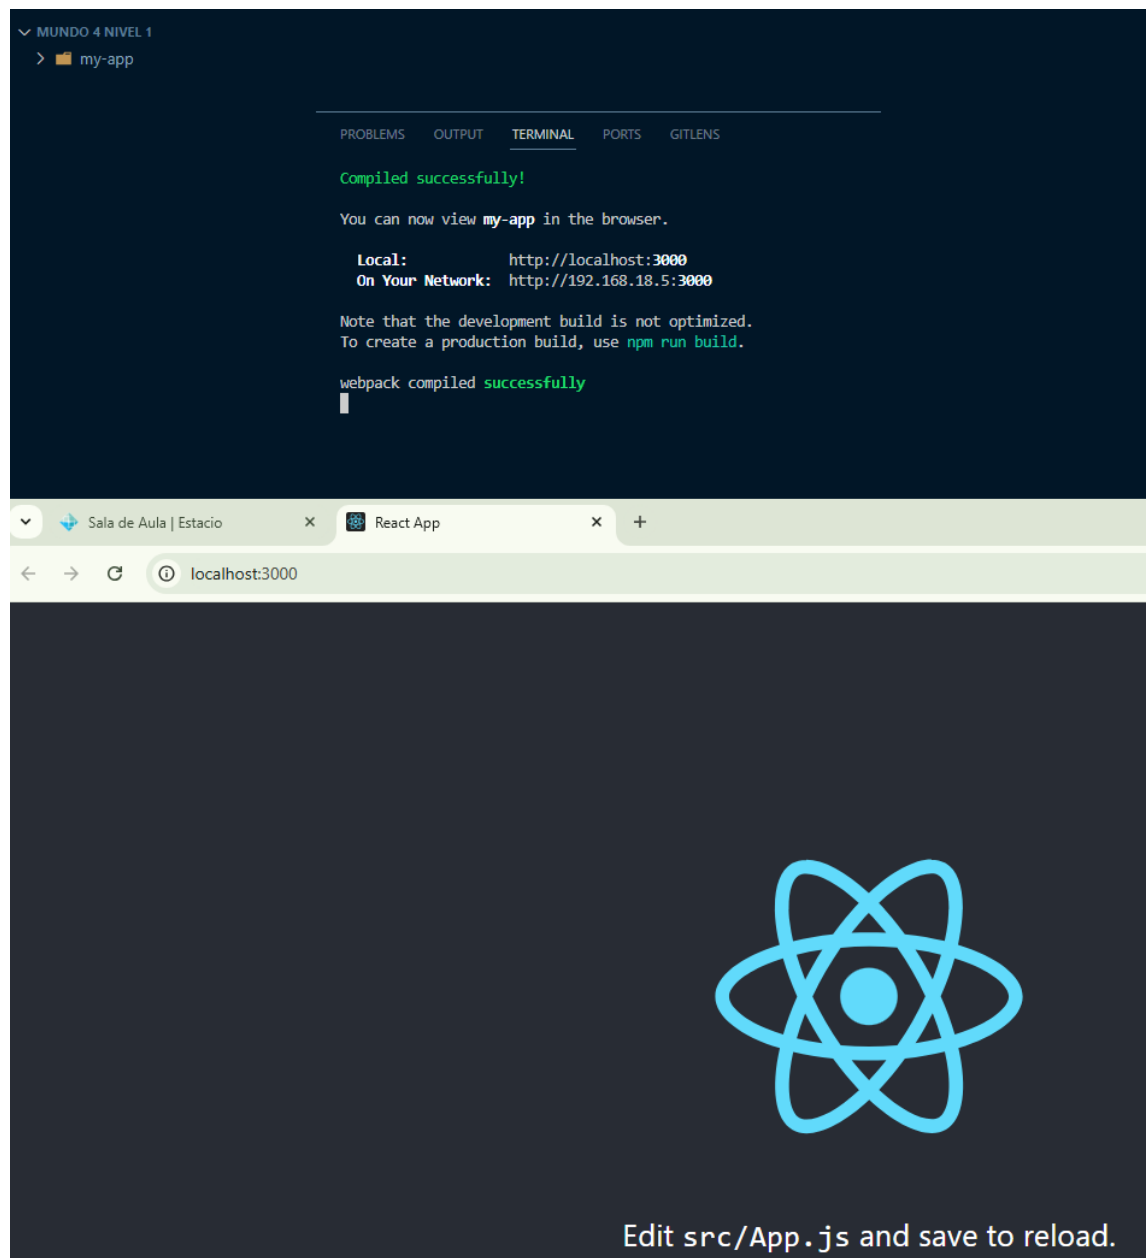 MUNDO 4 NIVEL 1
my-app
PROBLEMS OUTPUT TERMINAL PORTS GITLENS
Compiled successfully!
You can now view my-app in the browser.
Local: http://localhost:3000
On Your Network: http://192.168.18.5:3000
Note that the development build is not optimized.
To create a production build, use npm run build.
webpack compiled successfully
Sala de Aula | Estacio React App
localhost:3000
Edit src/App.js and save to reload.